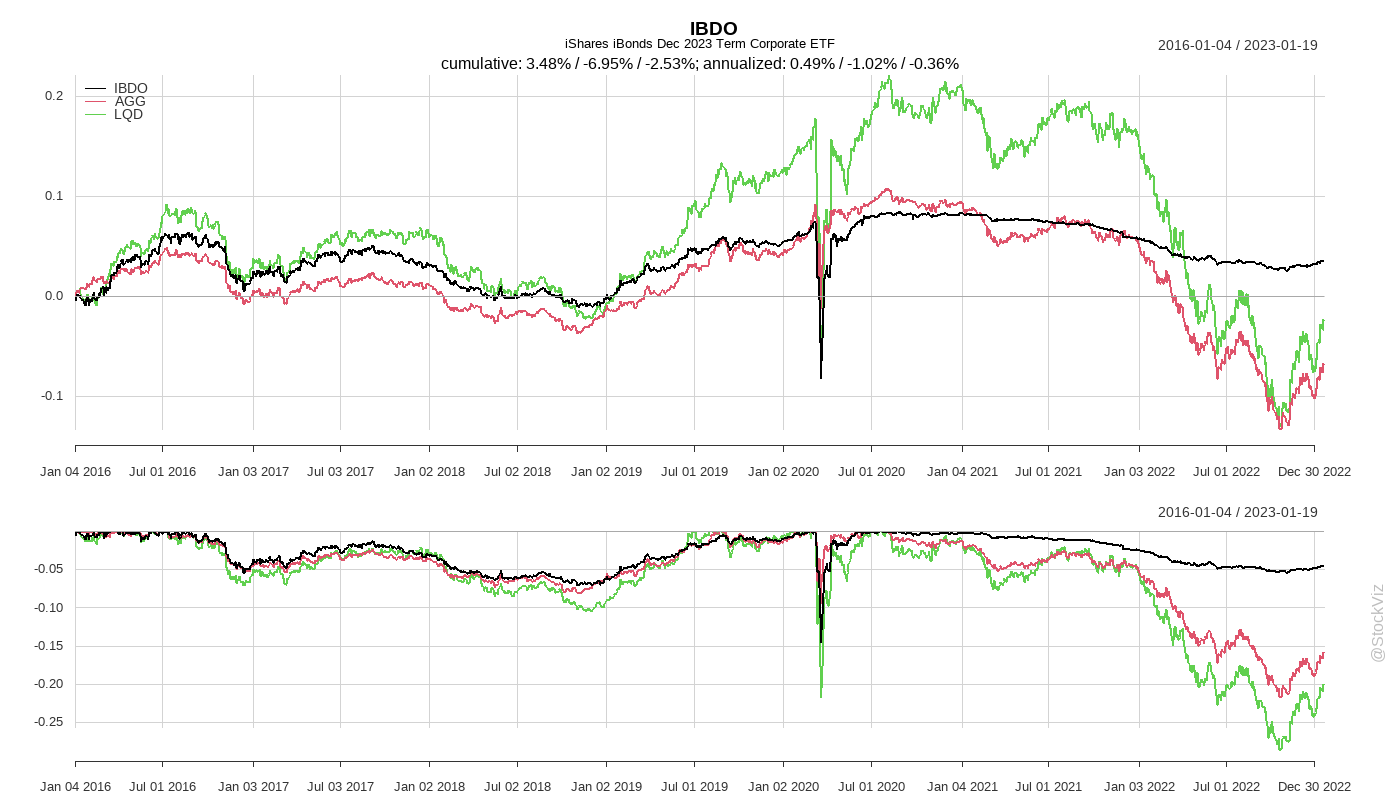 IBDO
iShares iBonds Dec 2023 Term Corporate ETF
2016-01-04 / 2023-01-19
cumulative: 3.48% / -6.95% / -2.53%; annualized: 0.49% / -1.02% / -0.36%
IBDO
AGG
LQD
0.2
0.1
0.0
-0.1
Jan 04 2016 Jul 01 2016 Jan 03 2017 Jul 03 2017 Jan 02 2018 Jul 02 2018 Jan 02 2019 Jul 01 2019 Jan 02 2020 Jul 01 2020 Jan 04 2021 Jul 01 2021 Jan 03 2022 Jul 01 2022 Dec 30 2022
2016-01-04 / 2023-01-19
-0.05
-0.10
-0.15
-0.20
-0.25
Jan 04 2016 Jul 01 2016 Jan 03 2017 Jul 03 2017 Jan 02 2018 Jul 02 2018 Jan 02 2019 Jul 01 2019 Jan 02 2020 Jul 01 2020 Jan 04 2021 Jul 01 2021 Jan 03 2022 Jul 01 2022 Dec 30 2022
@StockViz